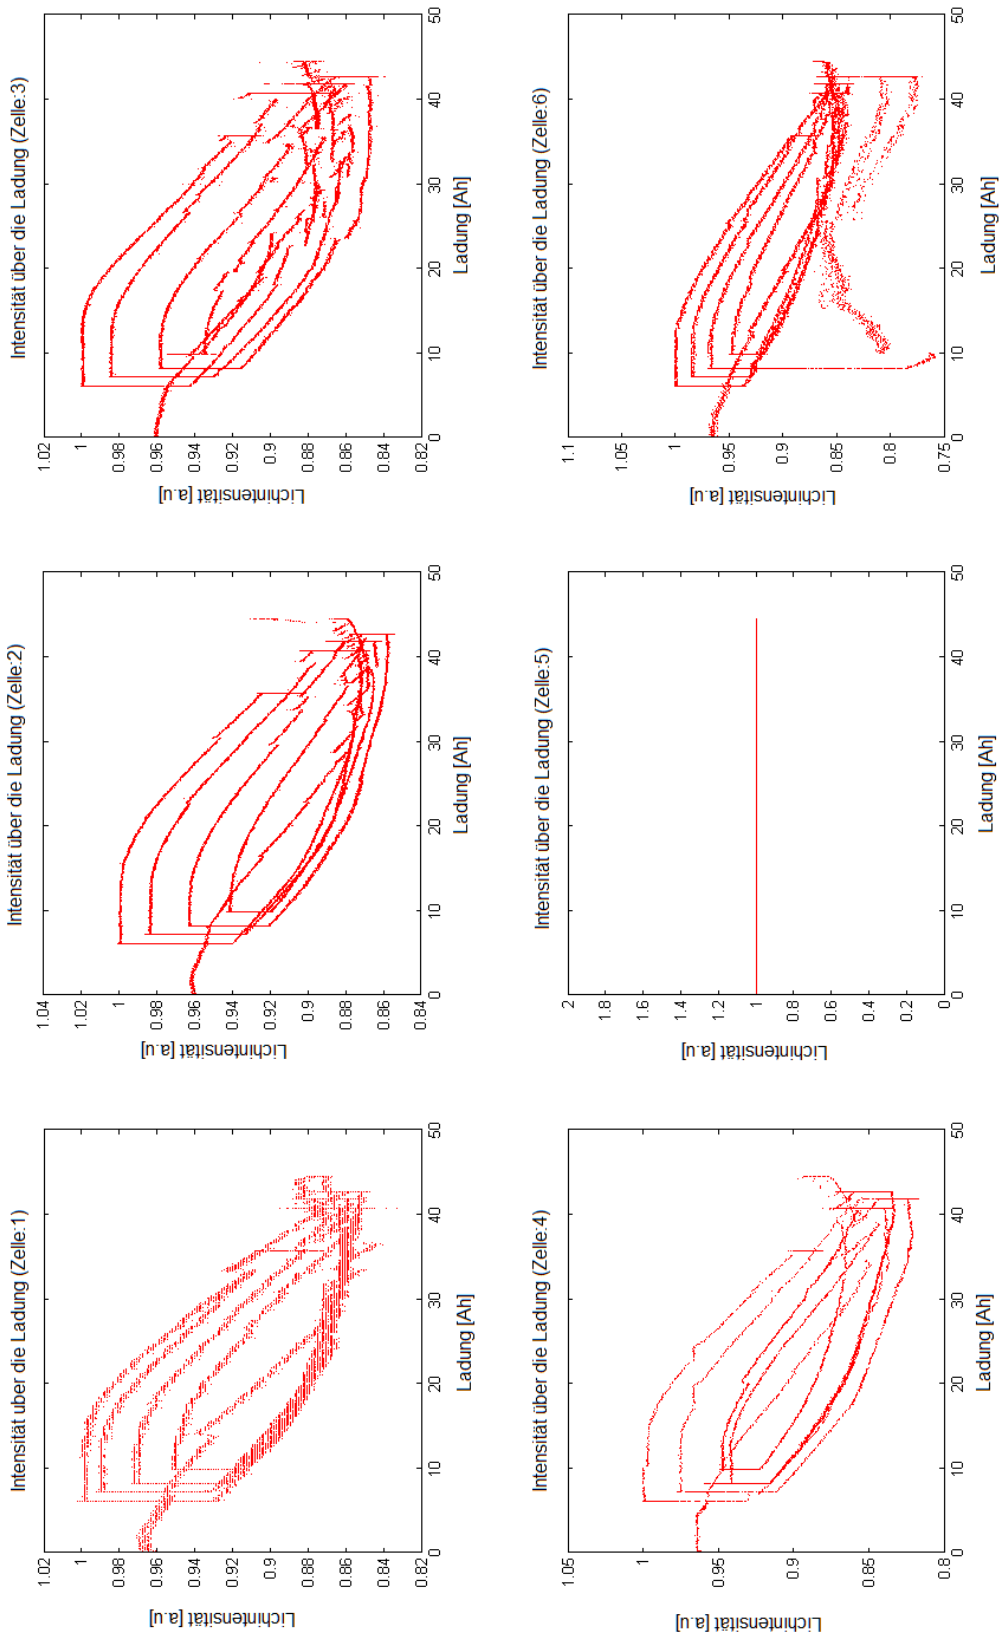 Intensität über die Ladung (Zelle:1)
1.02
1
0.98
0.96
0.94
0.92
0.9
0.88
0.86
0.84
0.82
Lichintensität [a.u]
0 10 20 30 40 50
Ladung [Ah]
Intensität über die Ladung (Zelle:2)
1.04
1.02
1
0.98
0.96
0.94
0.92
0.9
0.88
0.86
0.84
Lichintensität [a.u]
0 10 20 30 40 50
Ladung [Ah]
Intensität über die Ladung (Zelle:3)
1.02
1
0.98
0.96
0.94
0.92
0.9
0.88
0.86
0.84
0.82
Lichintensität [a.u]
0 10 20 30 40 50
Ladung [Ah]
Intensität über die Ladung (Zelle:4)
1.05
1
0.95
0.9
0.85
0.8
Lichintensität [a.u]
0 10 20 30 40 50
Ladung [Ah]
Intensität über die Ladung (Zelle:5)
2
1.8
1.6
1.4
1.2
1
0.8
0.6
0.4
0.2
0
Lichintensität [a.u]
0 10 20 30 40 50
Ladung [Ah]
Intensität über die Ladung (Zelle:6)
1.1
1.05
1
0.95
0.9
0.85
0.8
0.75
Lichintensität [a.u]
0 10 20 30 40 50
Ladung [Ah]